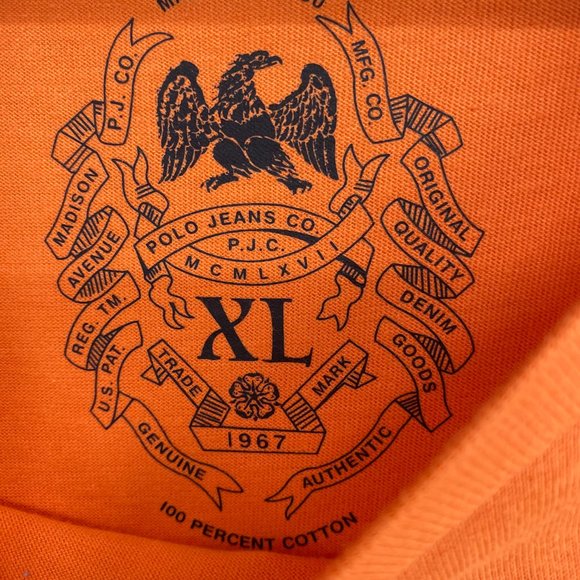 P.J. CO.
MFG. CO.
MADISON
AVENUE
REG. TM.
U.S. PAT.
GENUINE
ORIGINAL
QUALITY
DENIM
GOODS
AUTHENTIC
POLO JEANS CO.
P.J.C.
MCMLXVII
XL
TRADE
MARK
1967
100 PERCENT COTTON